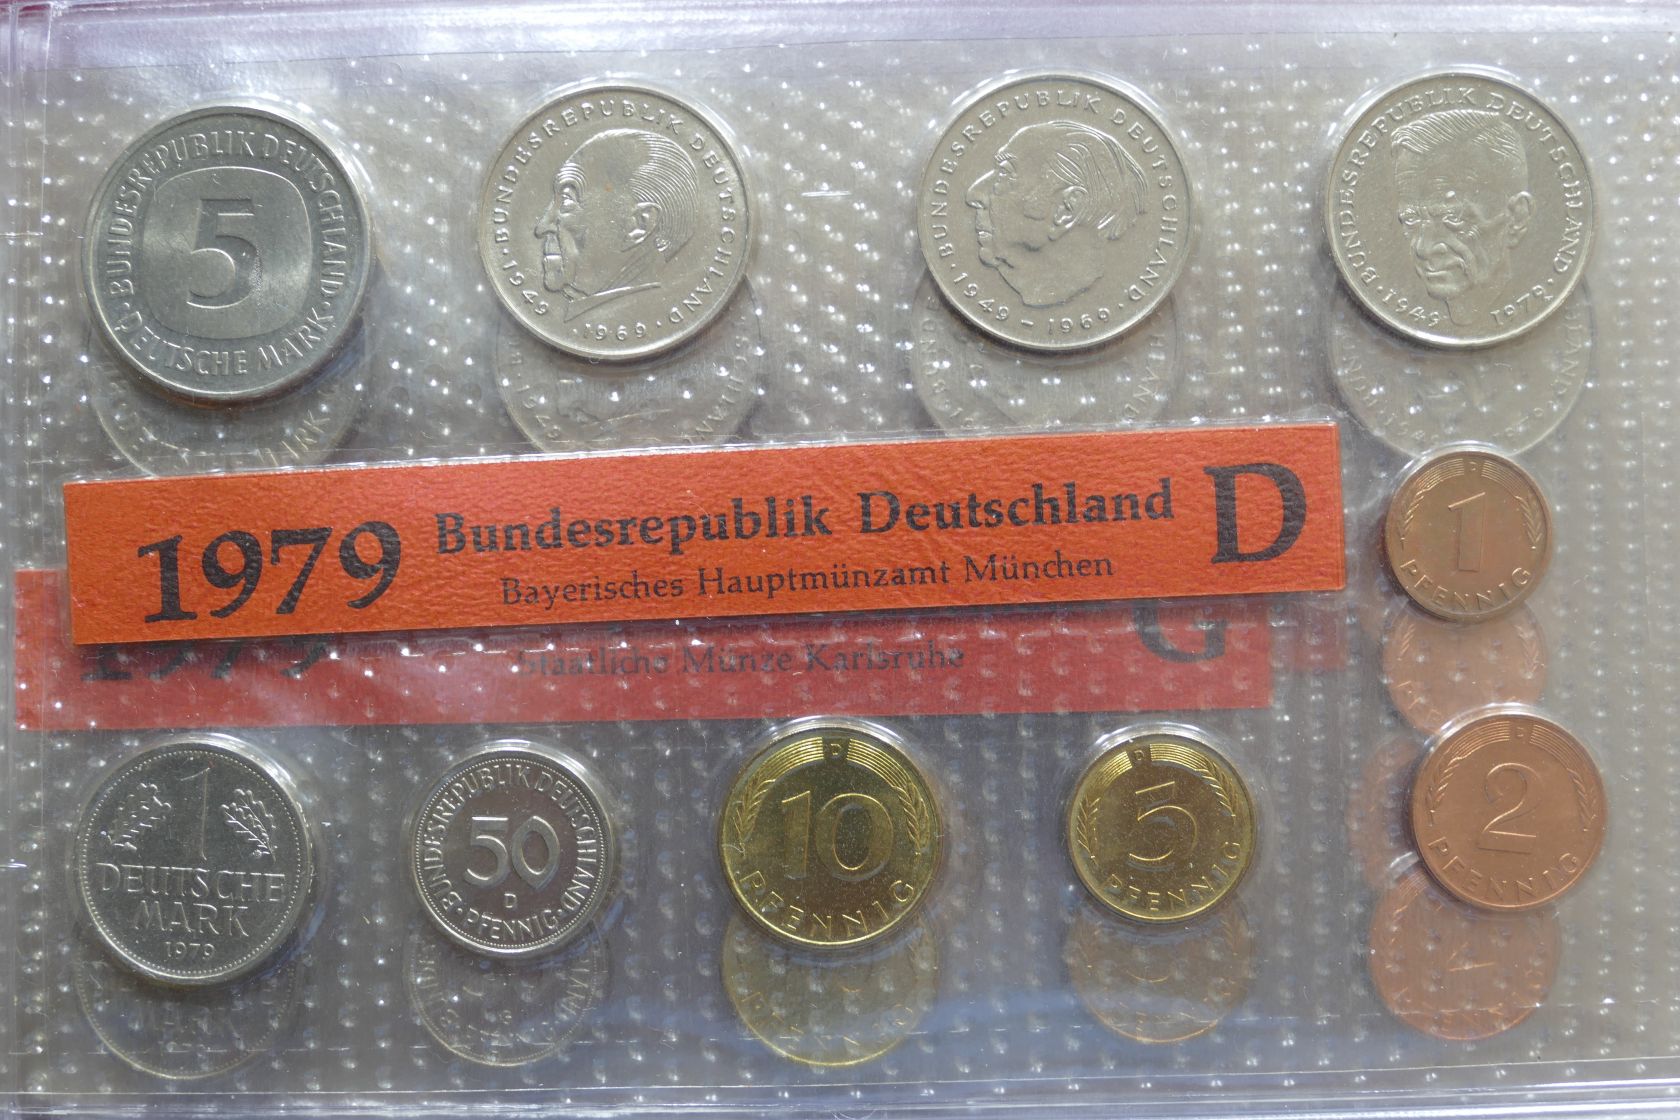 BUNDESREPUBLIK DEUTSCHLAND
5
DEUTSCHE MARK
BUNDESREPUBLIK DEUTSCHLAND
1949
1969
BUNDESREPUBLIK DEUTSCHLAND
1949 - 1969
BUNDESREPUBLIK DEUTSCHLAND
1949 1979
1979 Bundesrepublik Deutschland D
Bayerisches Hauptmünzamt München
D
1
PFENNIG
1979 G
Staatliche Münze Karlsruhe
1
DEUTSCHE
MARK
1979
BUNDESREPUBLIK DEUTSCHLAND
50
D
PFENNIG
D
10
PFENNIG
D
5
PFENNIG
D
2
PFENNIG